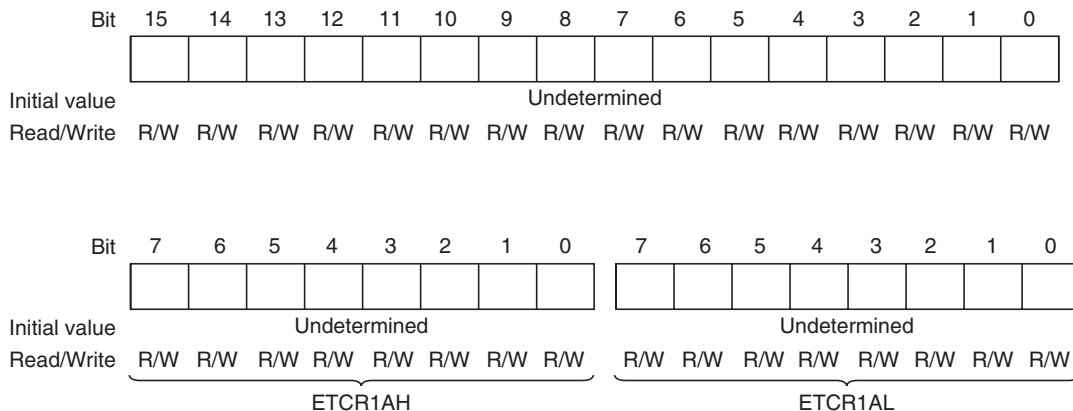 Bit 15 14 13 12 11 10 9 8 7 6 5 4 3 2 1 0
Initial value Undetermined
Read/Write R/W R/W R/W R/W R/W R/W R/W R/W R/W R/W R/W R/W R/W R/W R/W R/W
Bit 7 6 5 4 3 2 1 0 7 6 5 4 3 2 1 0
Initial value Undetermined Undetermined
Read/Write R/W R/W R/W R/W R/W R/W R/W R/W R/W R/W R/W R/W R/W R/W R/W R/W
ETCR1AH ETCR1AL